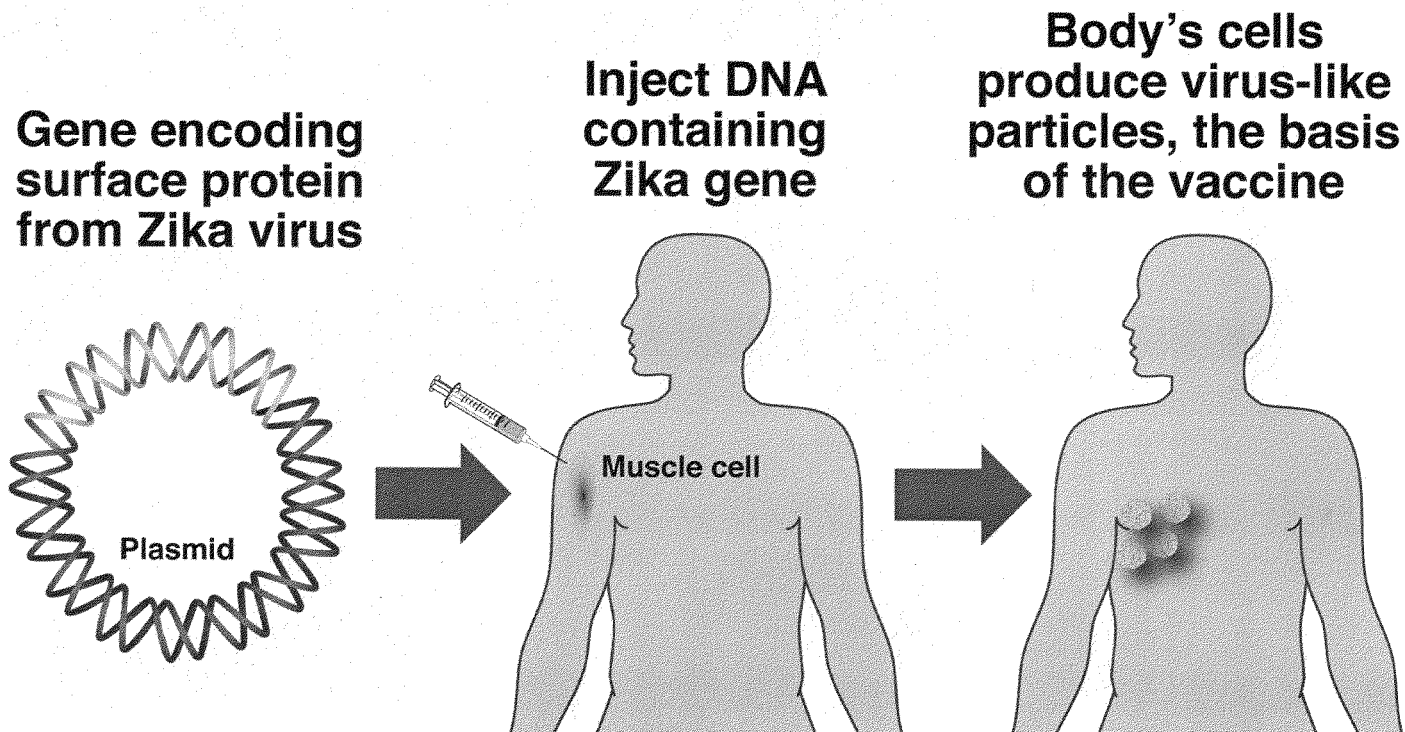 Gene encoding
surface protein
from Zika virus
Plasmid
Inject DNA
containing
Zika gene
Muscle cell
Body's cells
produce virus-like
particles, the basis
of the vaccine